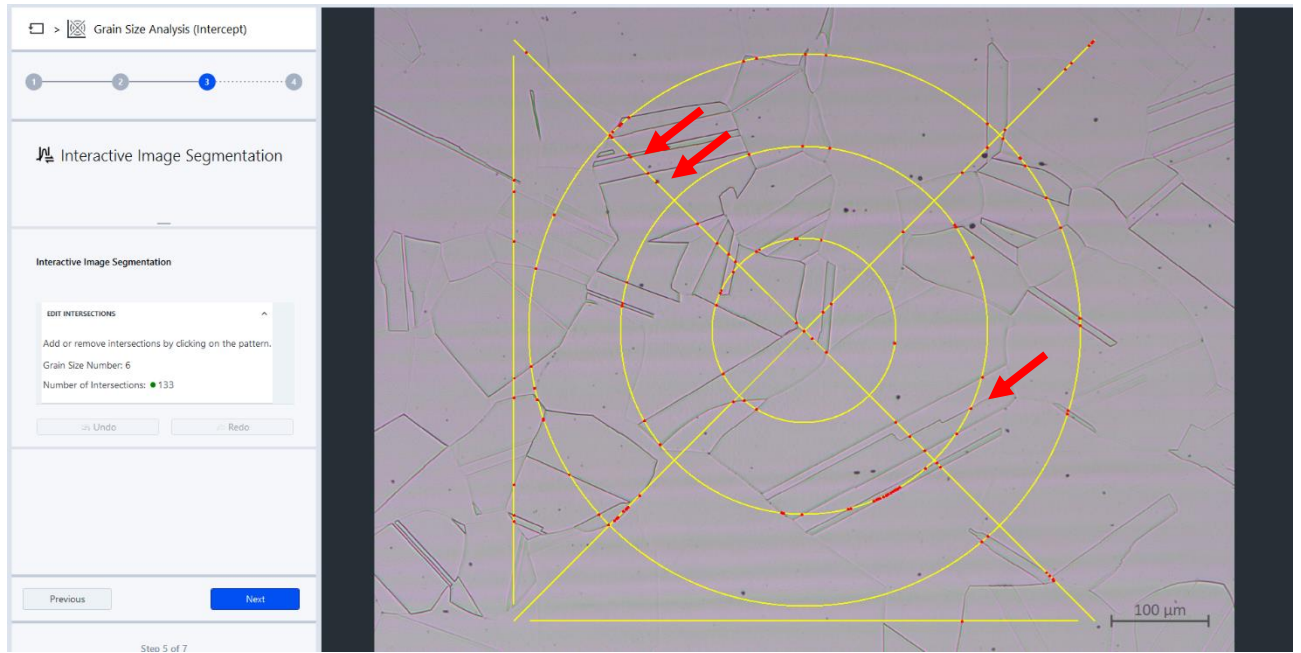 > Grain Size Analysis (Intercept)
1 2 3 4
Interactive Image Segmentation
Interactive Image Segmentation
EDIT INTERSECTIONS
Add or remove intersections by clicking on the pattern.
Grain Size Number: 6
Number of Intersections: 133
Undo Redo
Previous Next
Step 5 of 7
100 µm